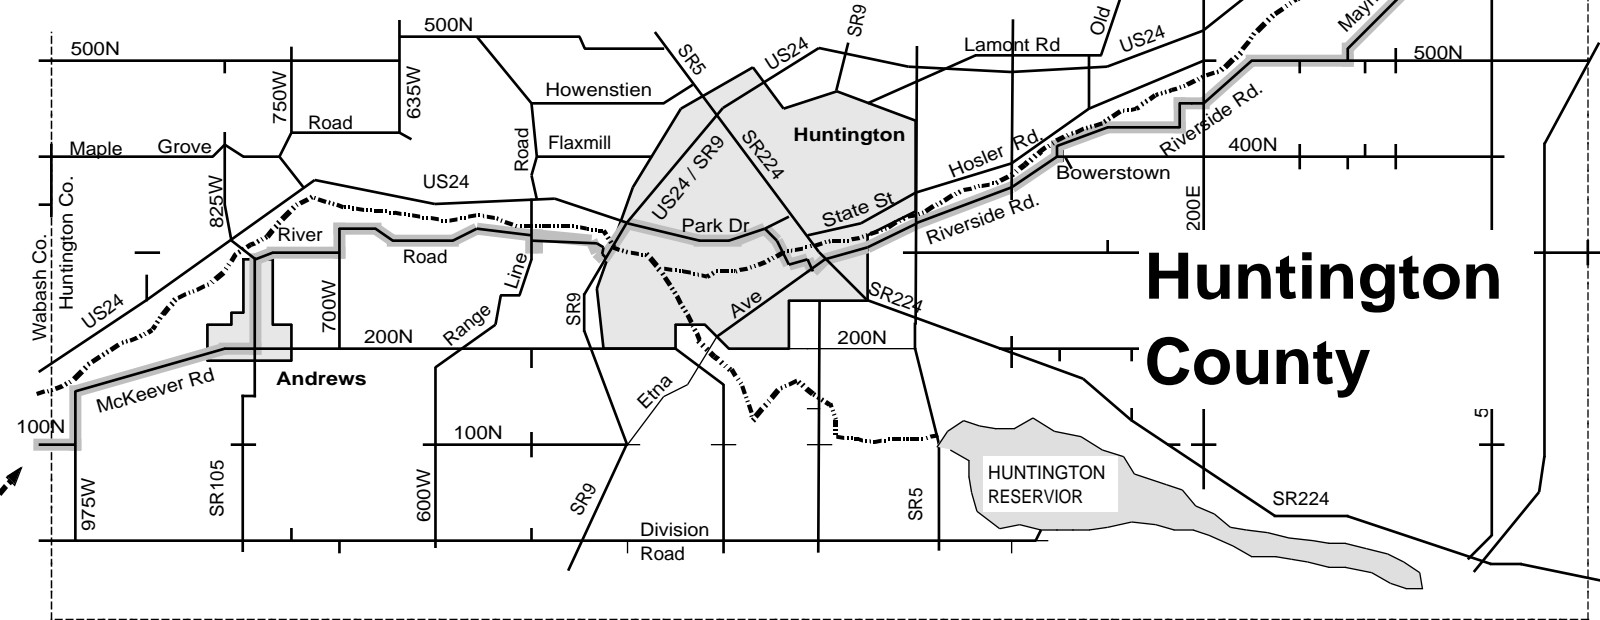 500N
SR9
Old
Mayn
500N
SR5
US24
Lamont Rd
US24
500N
750W
635W
Howenstien
Road
Road
Flaxmill
Huntington
Riverside Rd.
Maple
Grove
US24 / SR9
SR224
Hosler Rd.
400N
Bowerstown
825W
US24
200E
Wabash Co.
Huntington Co.
River
Road
Park Dr
State St
Riverside Rd.
US24
700W
Line
Range
SR9
Ave
SR224
Huntington
County
200N
200N
McKeever Rd
Andrews
Etna
5
100N
100N
975W
SR105
600W
SR9
SR5
HUNTINGTON
RESERVIOR
SR224
Division
Road